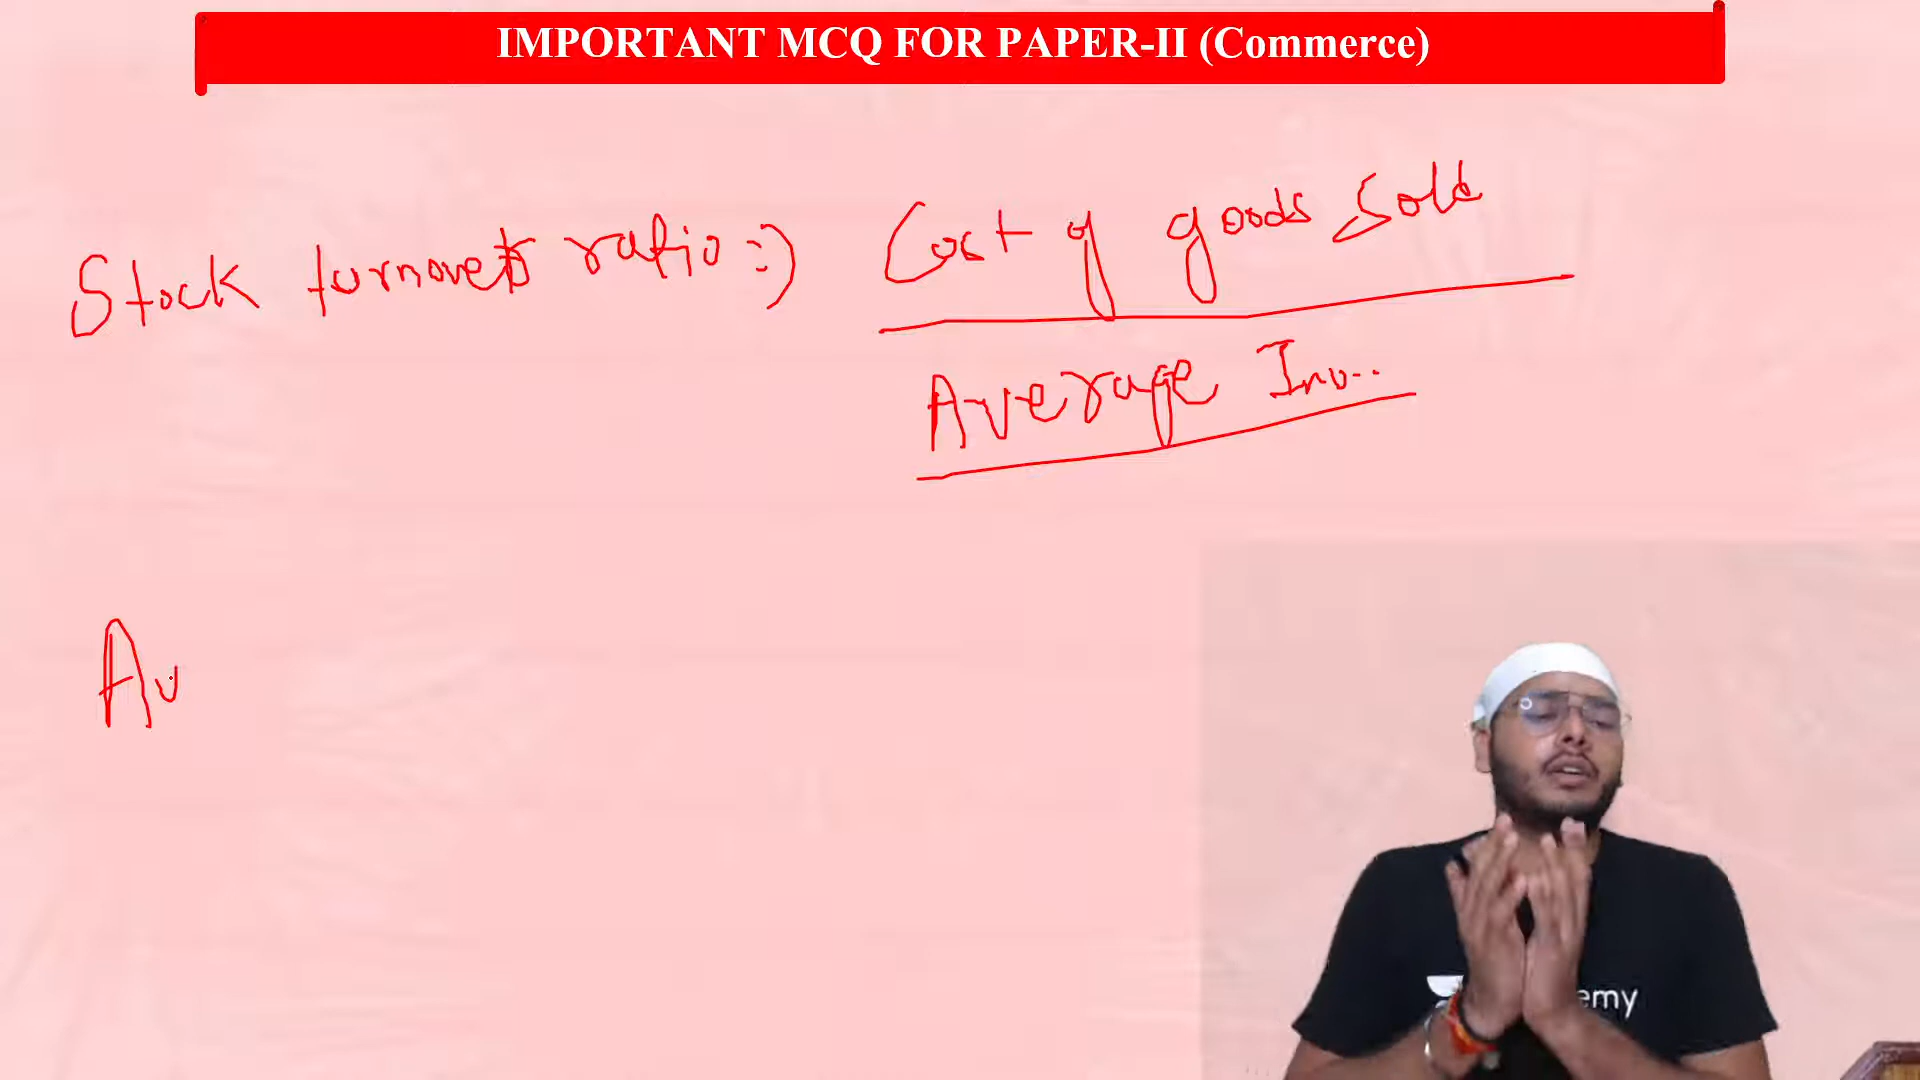 IMPORTANT MCQ FOR PAPER-II (Commerce)
Stock turnover ratio :) Cost of goods Sold
Average Inv...
Av
emy